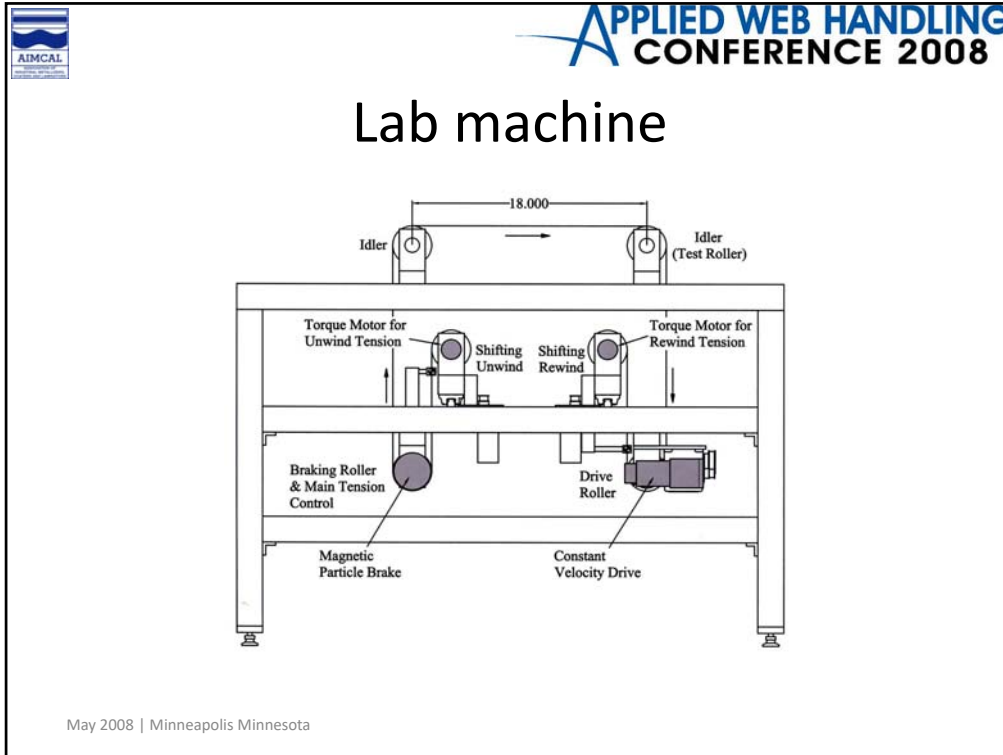 AIMCAL
APPLIED WEB HANDLING
CONFERENCE 2008
Lab machine
18.000
Idler
Idler
(Test Roller)
Torque Motor for
Unwind Tension
Shifting
Unwind
Shifting
Rewind
Torque Motor for
Rewind Tension
Braking Roller
& Main Tension
Control
Drive
Roller
Magnetic
Particle Brake
Constant
Velocity Drive
May 2008 | Minneapolis Minnesota